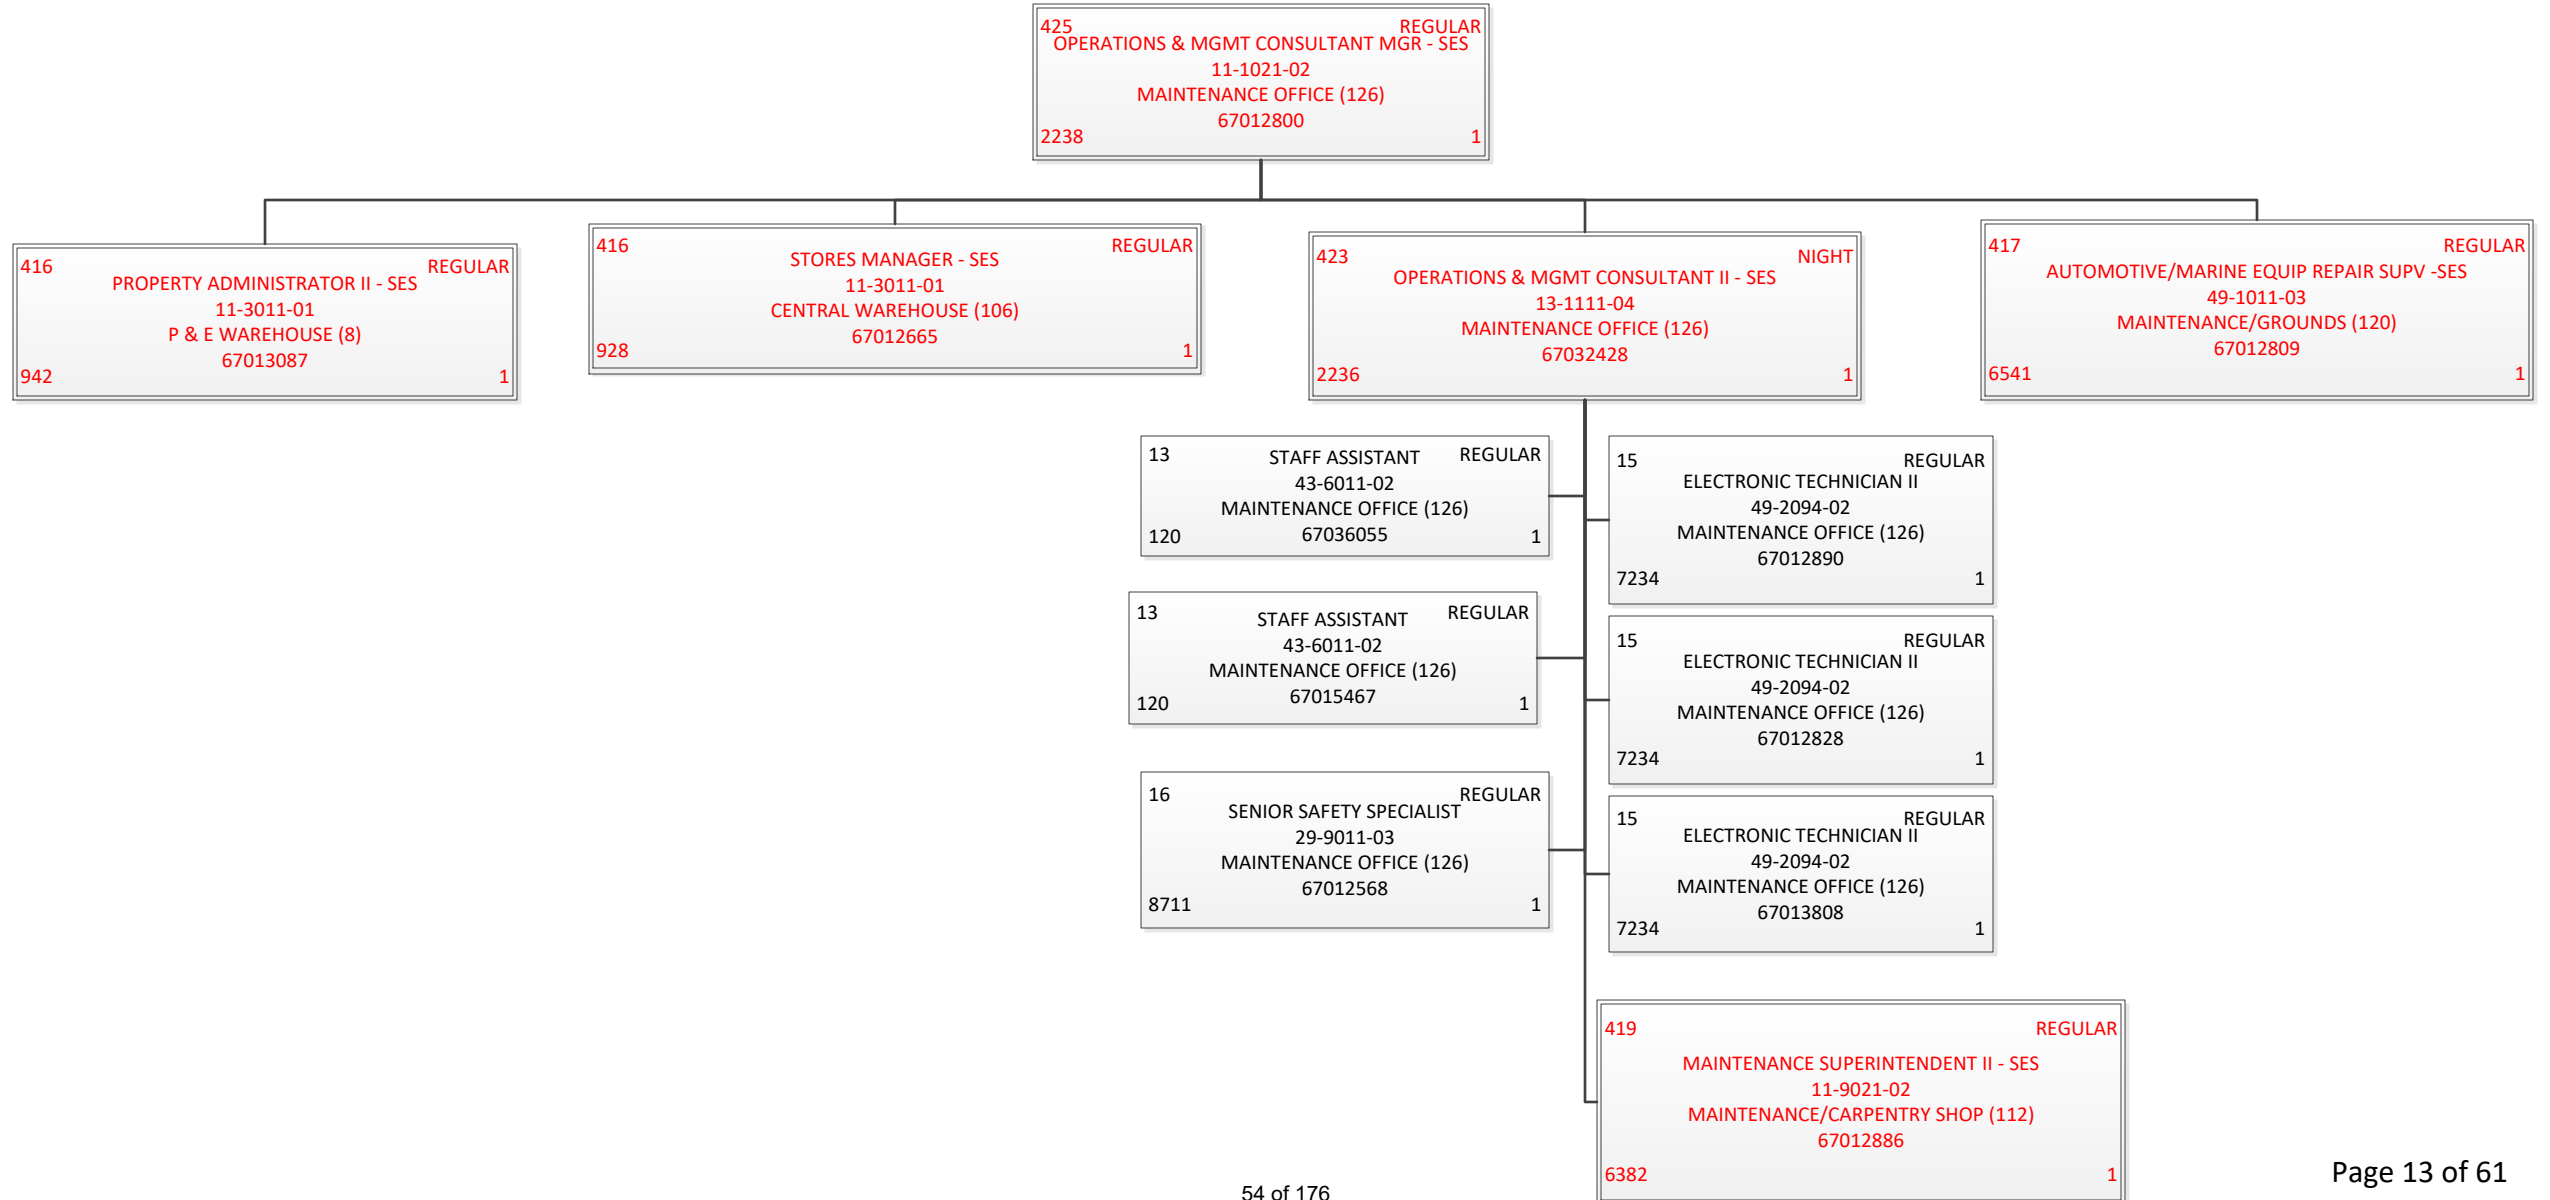 425 REGULAR
OPERATIONS & MGMT CONSULTANT MGR - SES
11-1021-02
MAINTENANCE OFFICE (126)
67012800
2238 1
416 REGULAR
PROPERTY ADMINISTRATOR II - SES
11-3011-01
P & E WAREHOUSE (8)
67013087
942 1
416 REGULAR
STORES MANAGER - SES
11-3011-01
CENTRAL WAREHOUSE (106)
67012665
928 1
423 NIGHT
OPERATIONS & MGMT CONSULTANT II - SES
13-1111-04
MAINTENANCE OFFICE (126)
67032428
2236 1
417 REGULAR
AUTOMOTIVE/MARINE EQUIP REPAIR SUPV -SES
49-1011-03
MAINTENANCE/GROUNDS (120)
67012809
6541 1
13 STAFF ASSISTANT REGULAR
43-6011-02
MAINTENANCE OFFICE (126)
67036055
120 1
15 REGULAR
ELECTRONIC TECHNICIAN II
49-2094-02
MAINTENANCE OFFICE (126)
67012890
7234 1
13 STAFF ASSISTANT REGULAR
43-6011-02
MAINTENANCE OFFICE (126)
67015467
120 1
15 REGULAR
ELECTRONIC TECHNICIAN II
49-2094-02
MAINTENANCE OFFICE (126)
67012828
7234 1
16 REGULAR
SENIOR SAFETY SPECIALIST
29-9011-03
MAINTENANCE OFFICE (126)
67012568
8711 1
15 REGULAR
ELECTRONIC TECHNICIAN II
49-2094-02
MAINTENANCE OFFICE (126)
67013808
7234 1
419 REGULAR
MAINTENANCE SUPERINTENDENT II - SES
11-9021-02
MAINTENANCE/CARPENTRY SHOP (112)
67012886
6382 1
Page 13 of 61
54 of 176